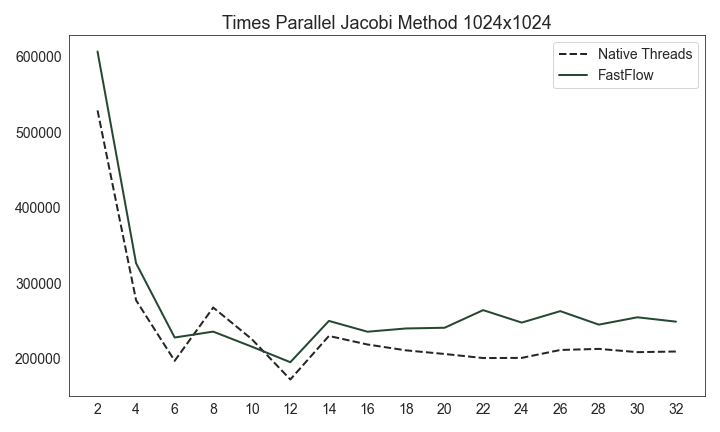 Times Parallel Jacobi Method 1024x1024
Native Threads
FastFlow
600000
500000
400000
300000
200000
2 4 6 8 10 12 14 16 18 20 22 24 26 28 30 32